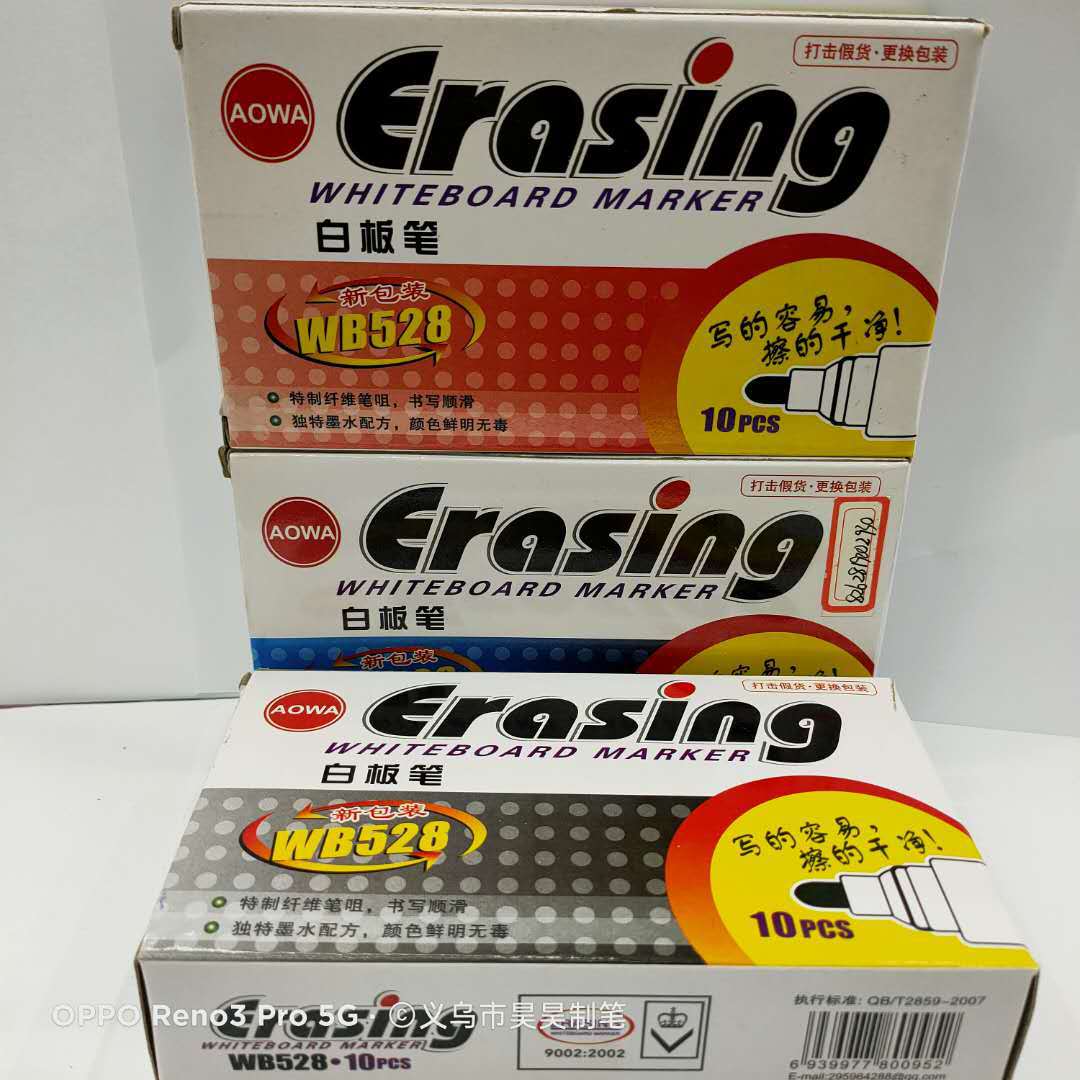 打击假货·更换包装
AOWA
Erasing
WHITEBOARD MARKER
白板笔
新包装
WB528
写的容易，
擦的干净！
特制纤维笔咀，书写顺滑
独特墨水配方，颜色鲜明无毒
10PCS
打击假货·更换包装
AOWA
Erasing
WHITEBOARD MARKER
白板笔
新包装
打击假货·更换包装
AOWA
Erasing
WHITEBOARD MARKER
白板笔
新包装
WB528
写的容易，
擦的干净！
特制纤维笔咀，书写顺滑
独特墨水配方，颜色鲜明无毒
10PCS
Erasing
WHITEBOARD MARKER
WB528•10PCS
9002:2002
执行标准: QB/T2859-2007
6 939977 800952
E-mail:295964288@qq.com
OPPO Reno3 Pro 5G · ©义乌市昊昊制笔